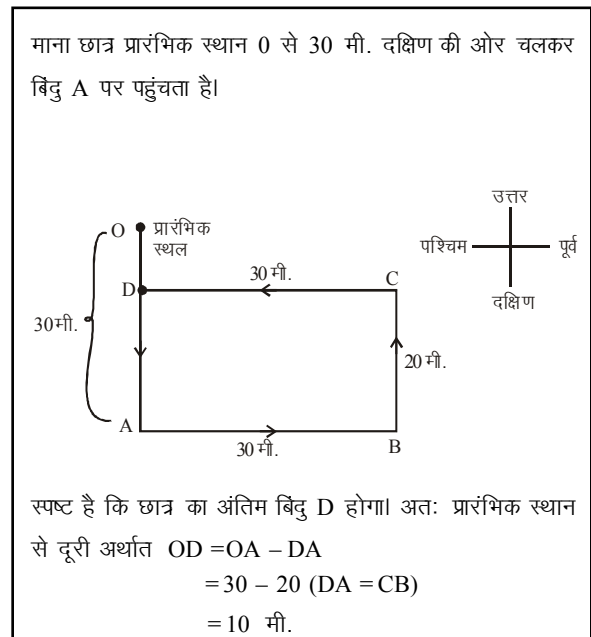 माना छात्र प्रारंभिक स्थान 0 से 30 मी. दक्षिण की ओर चलकर
बिंदु A पर पहुंचता है।
उत्तर
O प्रारंभिक
स्थल
पश्चिम पूर्व
30 मी.
D C
दक्षिण
30मी.
20 मी.
A
30 मी. B
स्पष्ट है कि छात्र का अंतिम बिंदु D होगा। अतः प्रारंभिक स्थान
से दूरी अर्थात OD =OA – DA
= 30 – 20 (DA = CB)
= 10 मी.